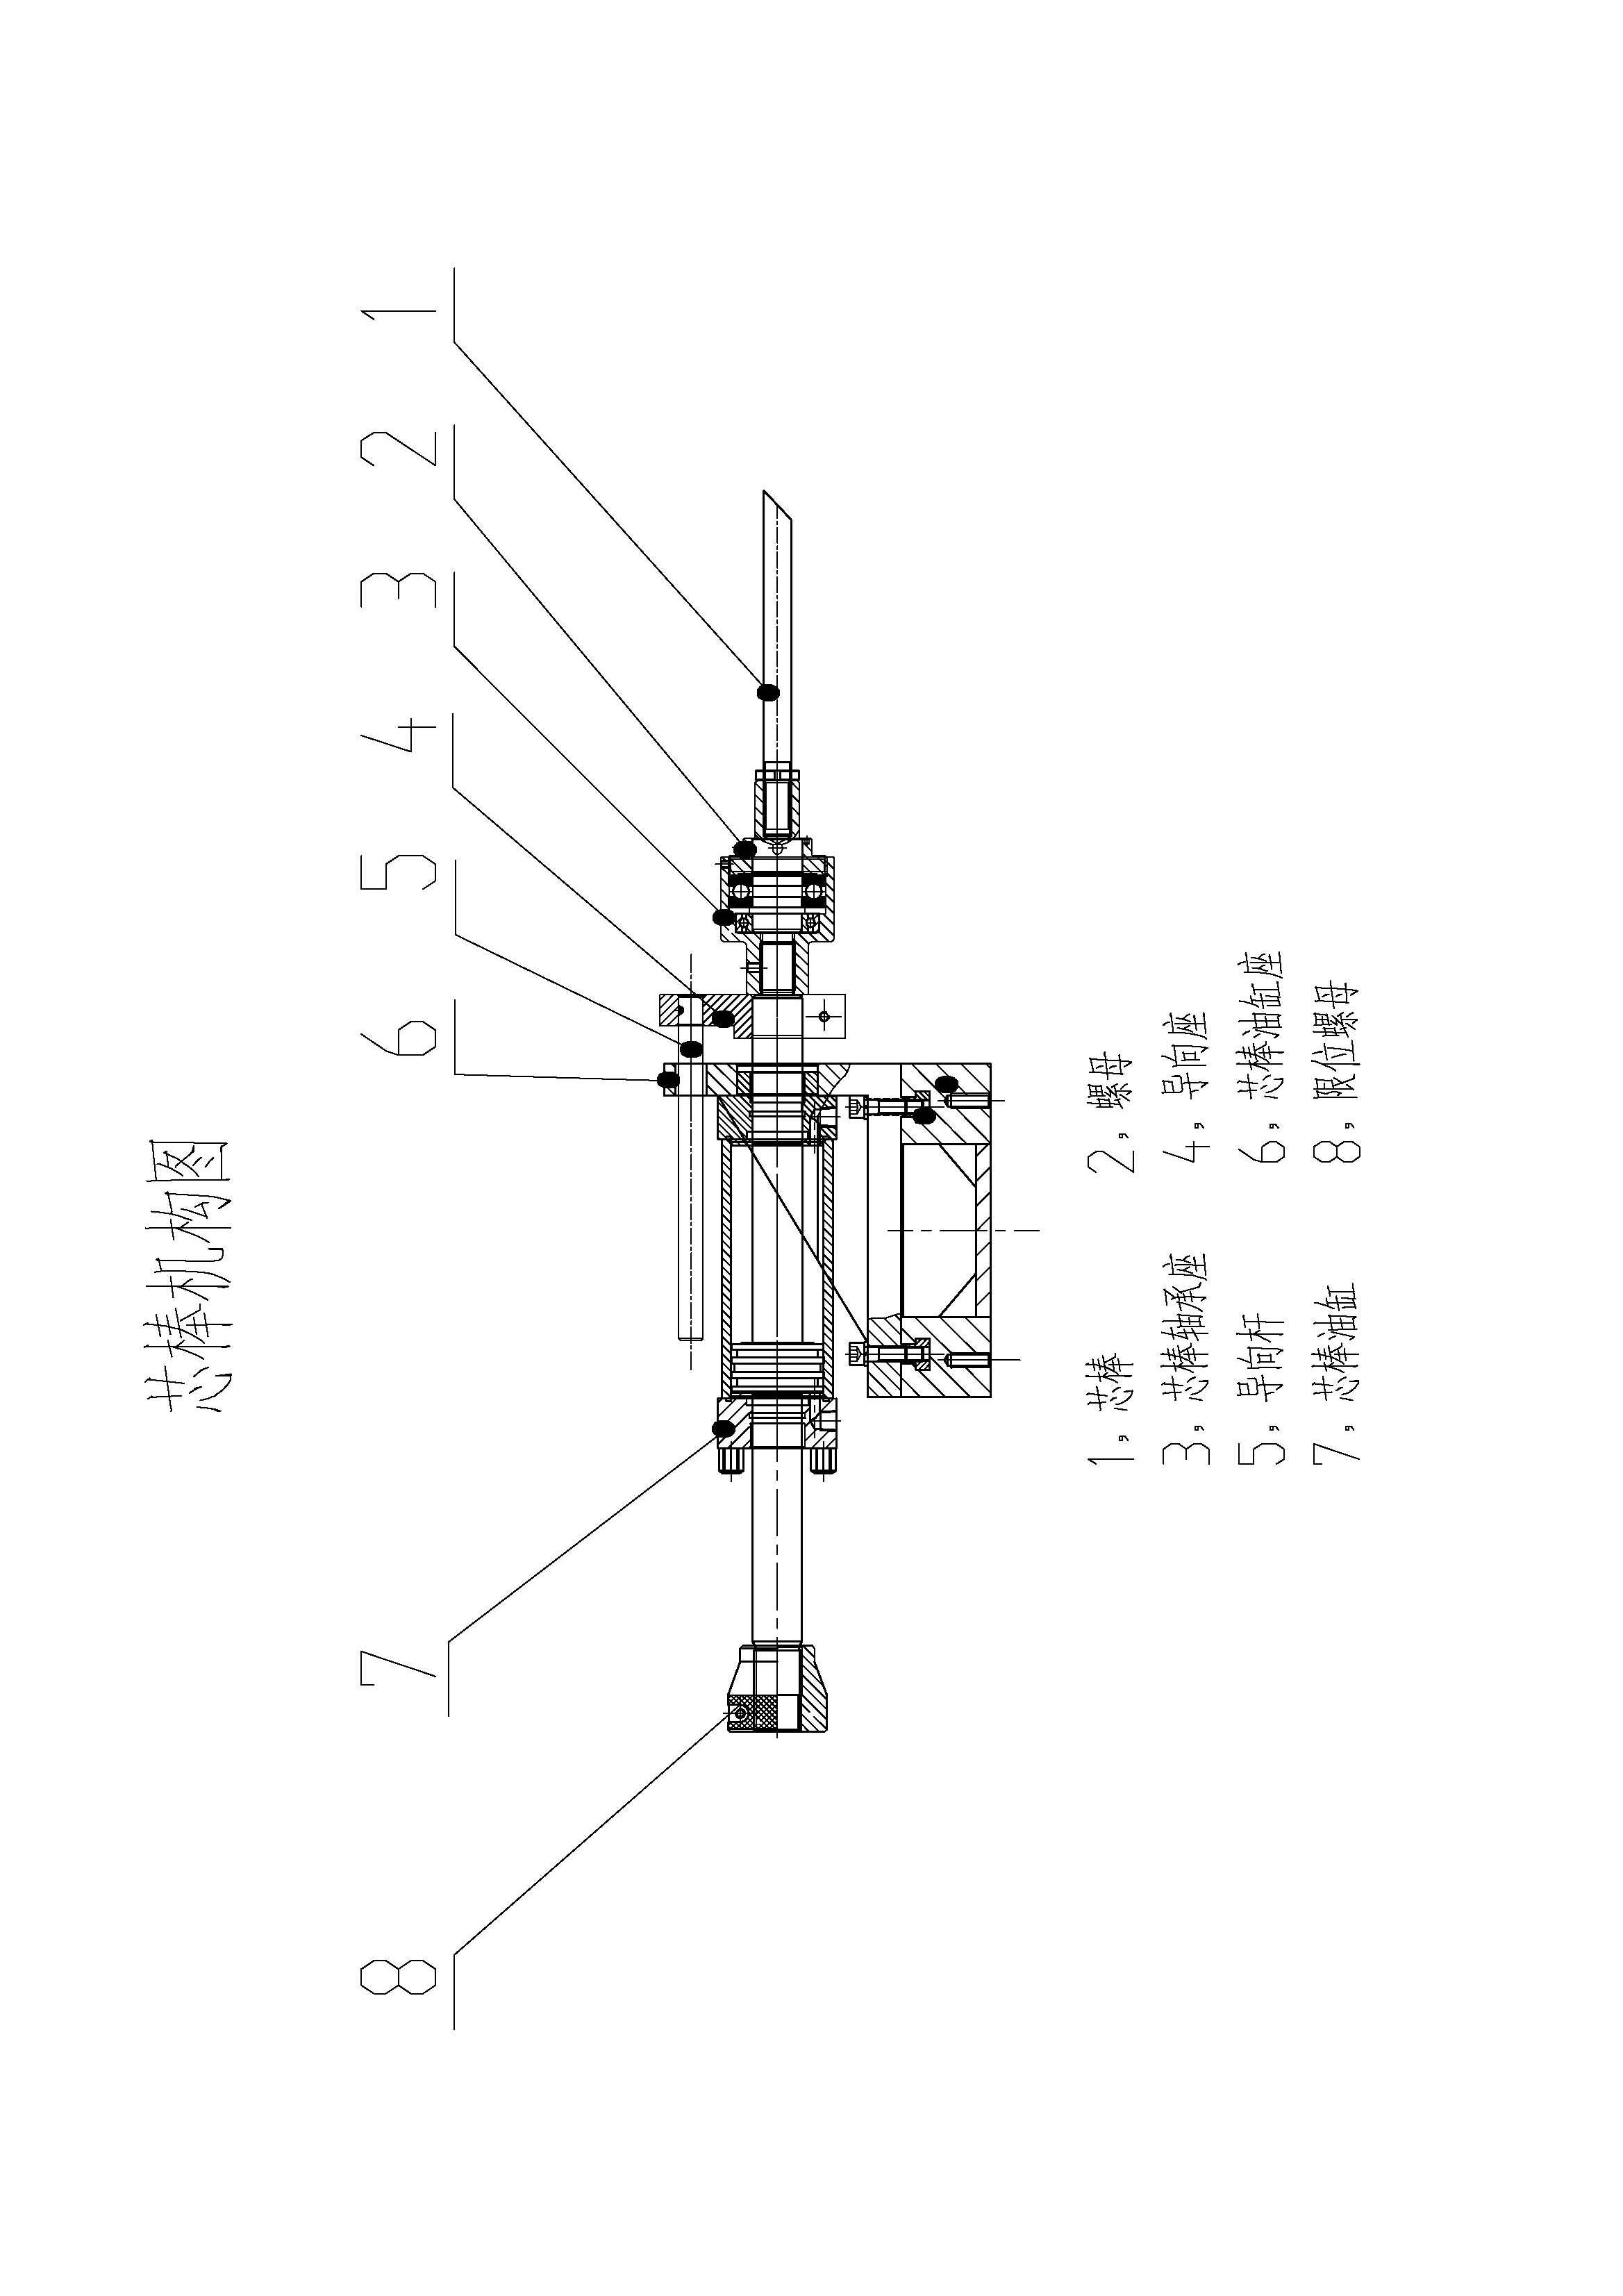 芯棒机构图
8 7 6 5 4 3 2 1
1，芯棒 2，螺母
3，芯棒轴承座 4，导向座
5，导向杆 6，芯棒油缸座
7，芯棒油缸 8，限位螺母